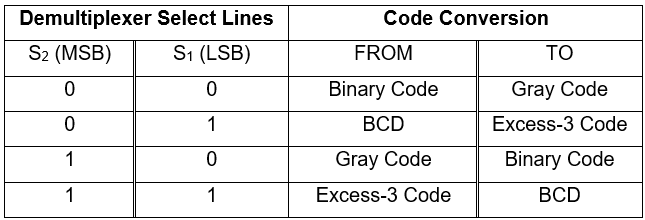 Demultiplexer Select Lines Code Conversion
S₂ (MSB) S₁ (LSB) FROM TO
0 0 Binary Code Gray Code
0 1 BCD Excess-3 Code
1 0 Gray Code Binary Code
1 1 Excess-3 Code BCD